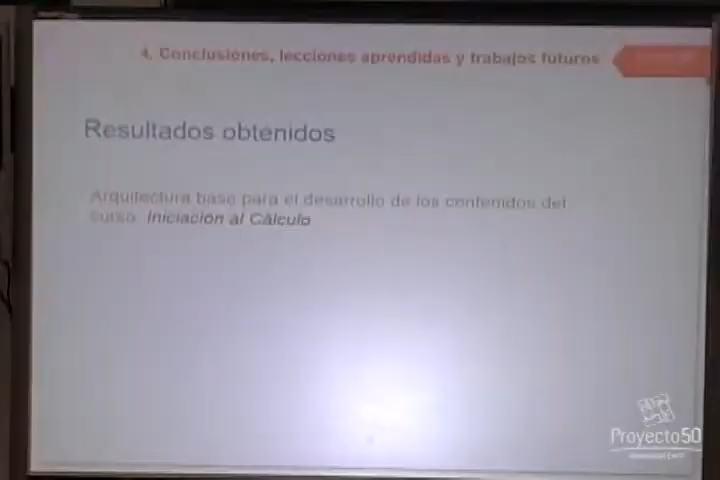 4. Conclusiones, lecciones aprendidas y trabajos futuros
Resultados obtenidos
Arquitectura base para el desarrollo de los contenidos del
curso Iniciación al Cálculo
Proyecto50